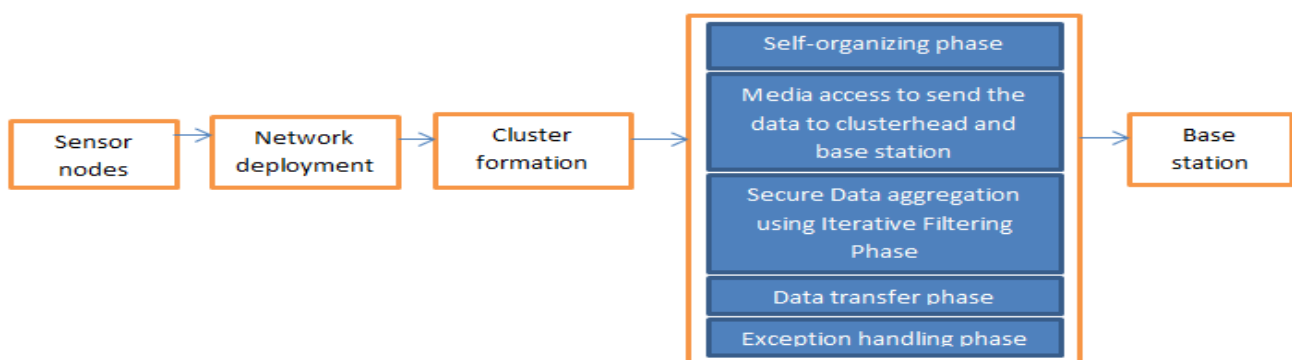 Sensor
nodes
Network
deployment
Cluster
formation
Self-organizing phase
Media access to send the
data to clusterhead and
base station
Secure Data aggregation
using Iterative Filtering
Phase
Data transfer phase
Exception handling phase
Base
station